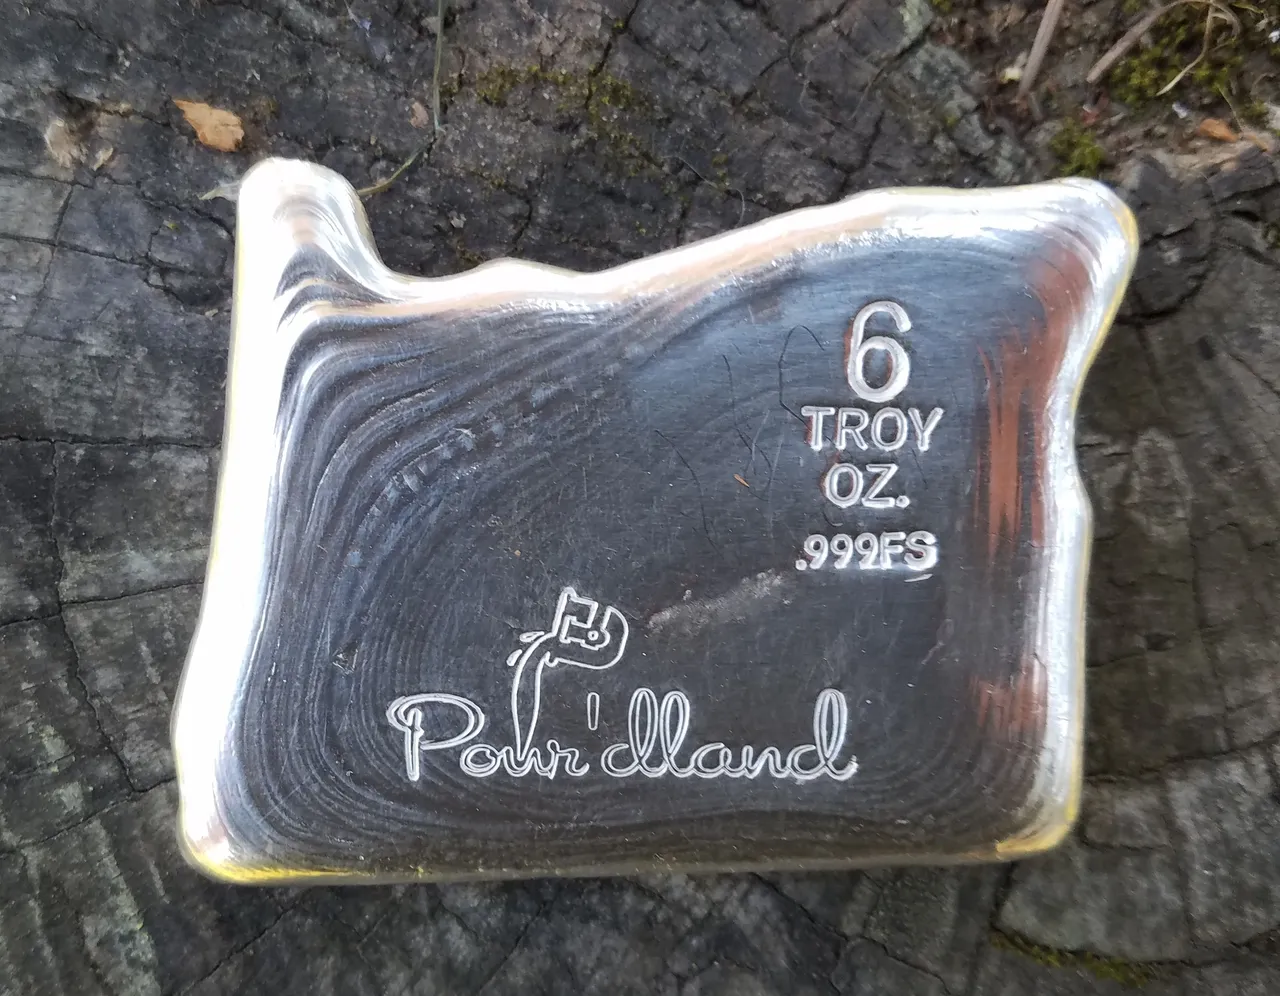 6
TROY
OZ.
.999FS
Pour'dland